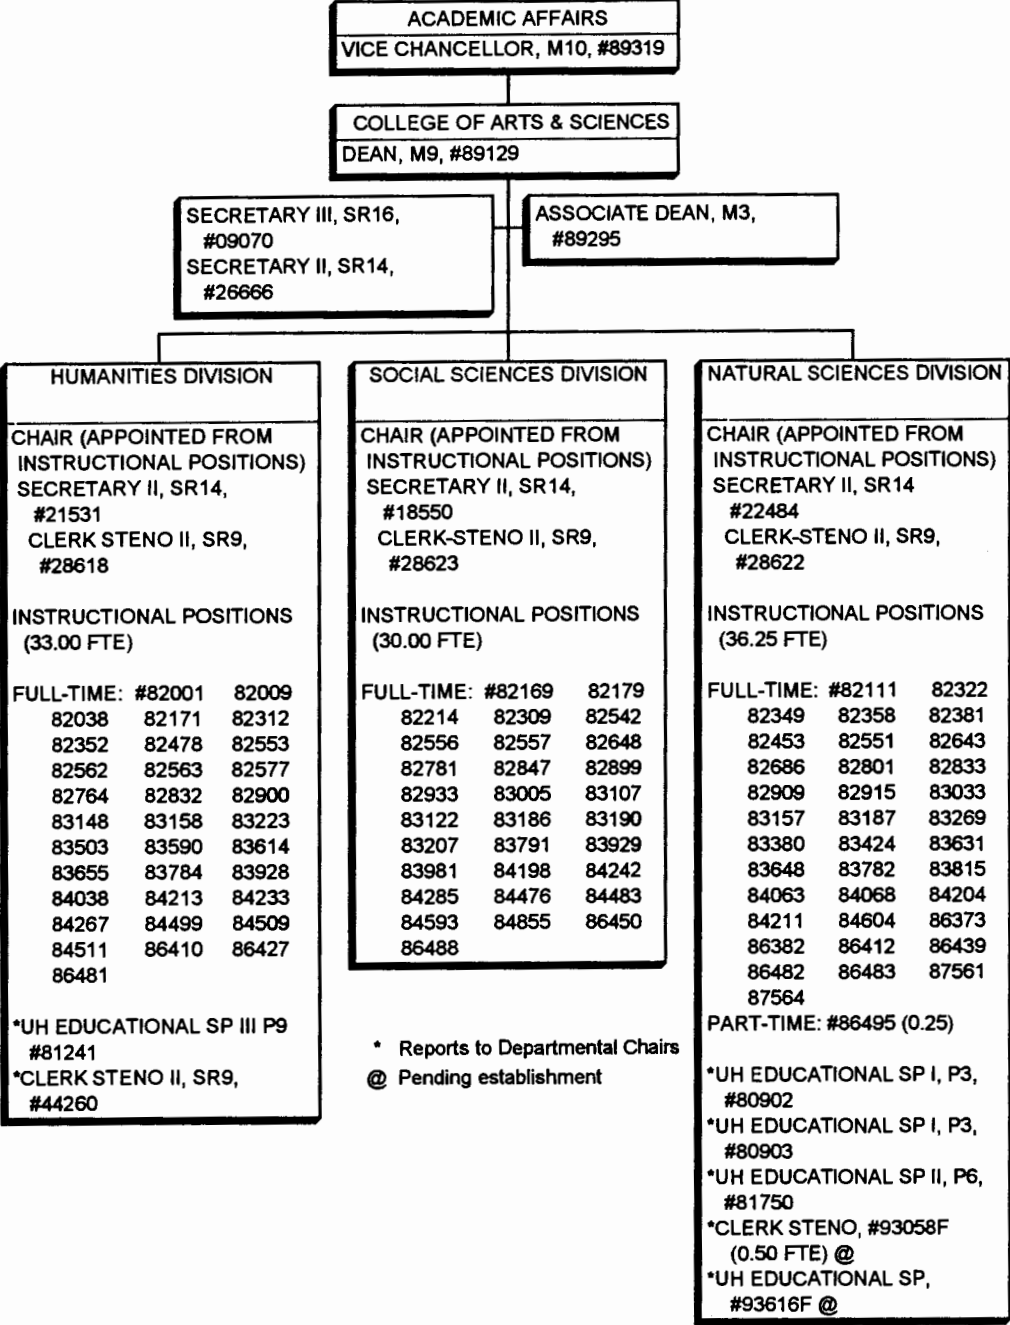 ACADEMIC AFFAIRS
VICE CHANCELLOR, M10, #89319
COLLEGE OF ARTS & SCIENCES
DEAN, M9, #89129
SECRETARY III, SR16,
#09070
SECRETARY II, SR14,
#26666
ASSOCIATE DEAN, M3,
#89295
HUMANITIES DIVISION
CHAIR (APPOINTED FROM
INSTRUCTIONAL POSITIONS)
SECRETARY II, SR14,
#21531
CLERK STENO II, SR9,
#28618
INSTRUCTIONAL POSITIONS
(33.00 FTE)
FULL-TIME: #82001 82009
82038 82171 82312
82352 82478 82553
82562 82563 82577
82764 82832 82900
83148 83158 83223
83503 83590 83614
83655 83784 83928
84038 84213 84233
84267 84499 84509
84511 86410 86427
86481
*UH EDUCATIONAL SP III P9
#81241
*CLERK STENO II, SR9,
#44260
SOCIAL SCIENCES DIVISION
CHAIR (APPOINTED FROM
INSTRUCTIONAL POSITIONS)
SECRETARY II, SR14,
#18550
CLERK-STENO II, SR9,
#28623
INSTRUCTIONAL POSITIONS
(30.00 FTE)
FULL-TIME: #82169 82179
82214 82309 82542
82556 82557 82648
82781 82847 82899
82933 83005 83107
83122 83186 83190
83207 83791 83929
83981 84198 84242
84285 84476 84483
84593 84855 86450
86488
* Reports to Departmental Chairs
@ Pending establishment
NATURAL SCIENCES DIVISION
CHAIR (APPOINTED FROM
INSTRUCTIONAL POSITIONS)
SECRETARY II, SR14
#22484
CLERK-STENO II, SR9,
#28622
INSTRUCTIONAL POSITIONS
(36.25 FTE)
FULL-TIME: #82111 82322
82349 82358 82381
82453 82551 82643
82686 82801 82833
82909 82915 83033
83157 83187 83269
83380 83424 83631
83648 83782 83815
84063 84068 84204
84211 84604 86373
86382 86412 86439
86482 86483 87561
87564
PART-TIME: #86495 (0.25)
*UH EDUCATIONAL SP I, P3,
#80902
*UH EDUCATIONAL SP I, P3,
#80903
*UH EDUCATIONAL SP II, P6,
#81750
*CLERK STENO, #93058F
(0.50 FTE) @
*UH EDUCATIONAL SP,
#93616F @